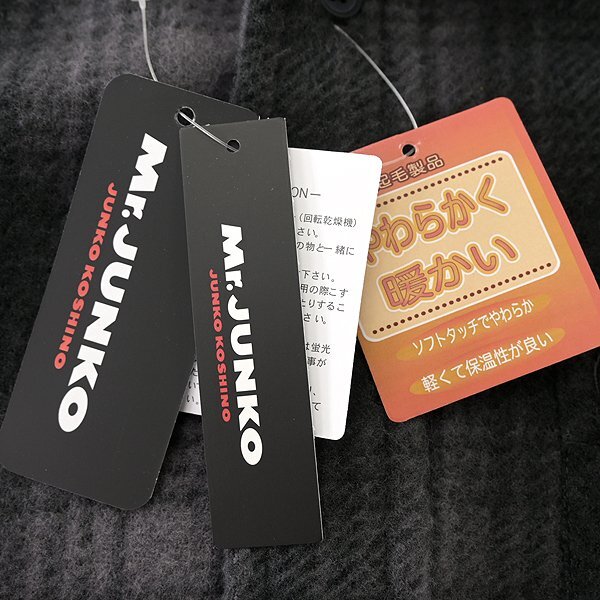 Mr.JUNKO
JUNKO KOSHINO
Mr.JUNKO
JUNKO KOSHINO
ON－
（回転乾燥機）
さい。
の物と一緒に
下さい。
用の際こす
たりするこ
さい。
は蛍光
事が
て
起毛製品
やわらかく
暖かい
ソフトタッチでやわらか
軽くて保温性が良い